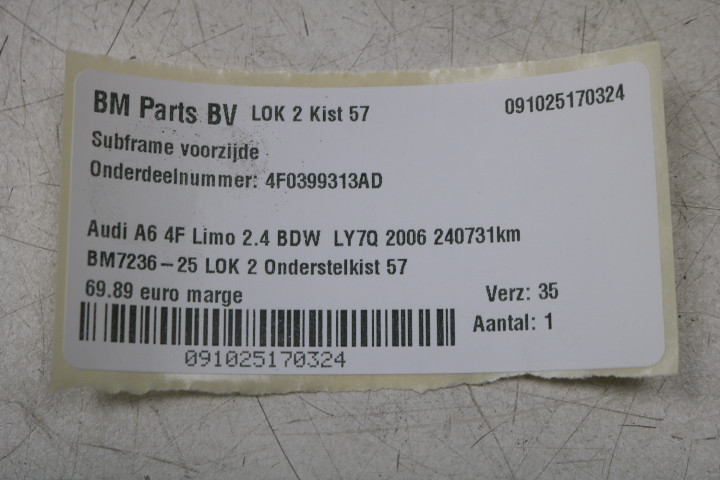 BM Parts BV LOK 2 Kist 57 091025170324
Subframe voorzijde
Onderdeelnummer: 4F0399313AD
Audi A6 4F Limo 2.4 BDW LY7Q 2006 240731km
BM7236-25 LOK 2 Onderstelkist 57
69.89 euro marge Verz: 35
Aantal: 1
091025170324